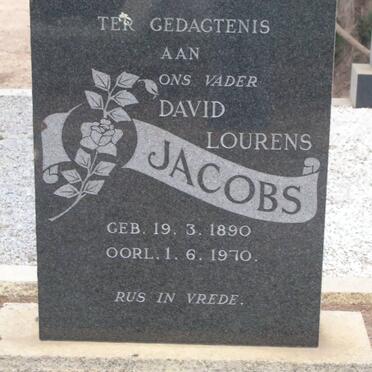 TER GEDAGTENIS
AAN
ONS VADER
DAVID
LOURENS
JACOBS
GEB. 19. 3. 1890
OORL. 1. 6. 1970.
RUS IN VREDE.